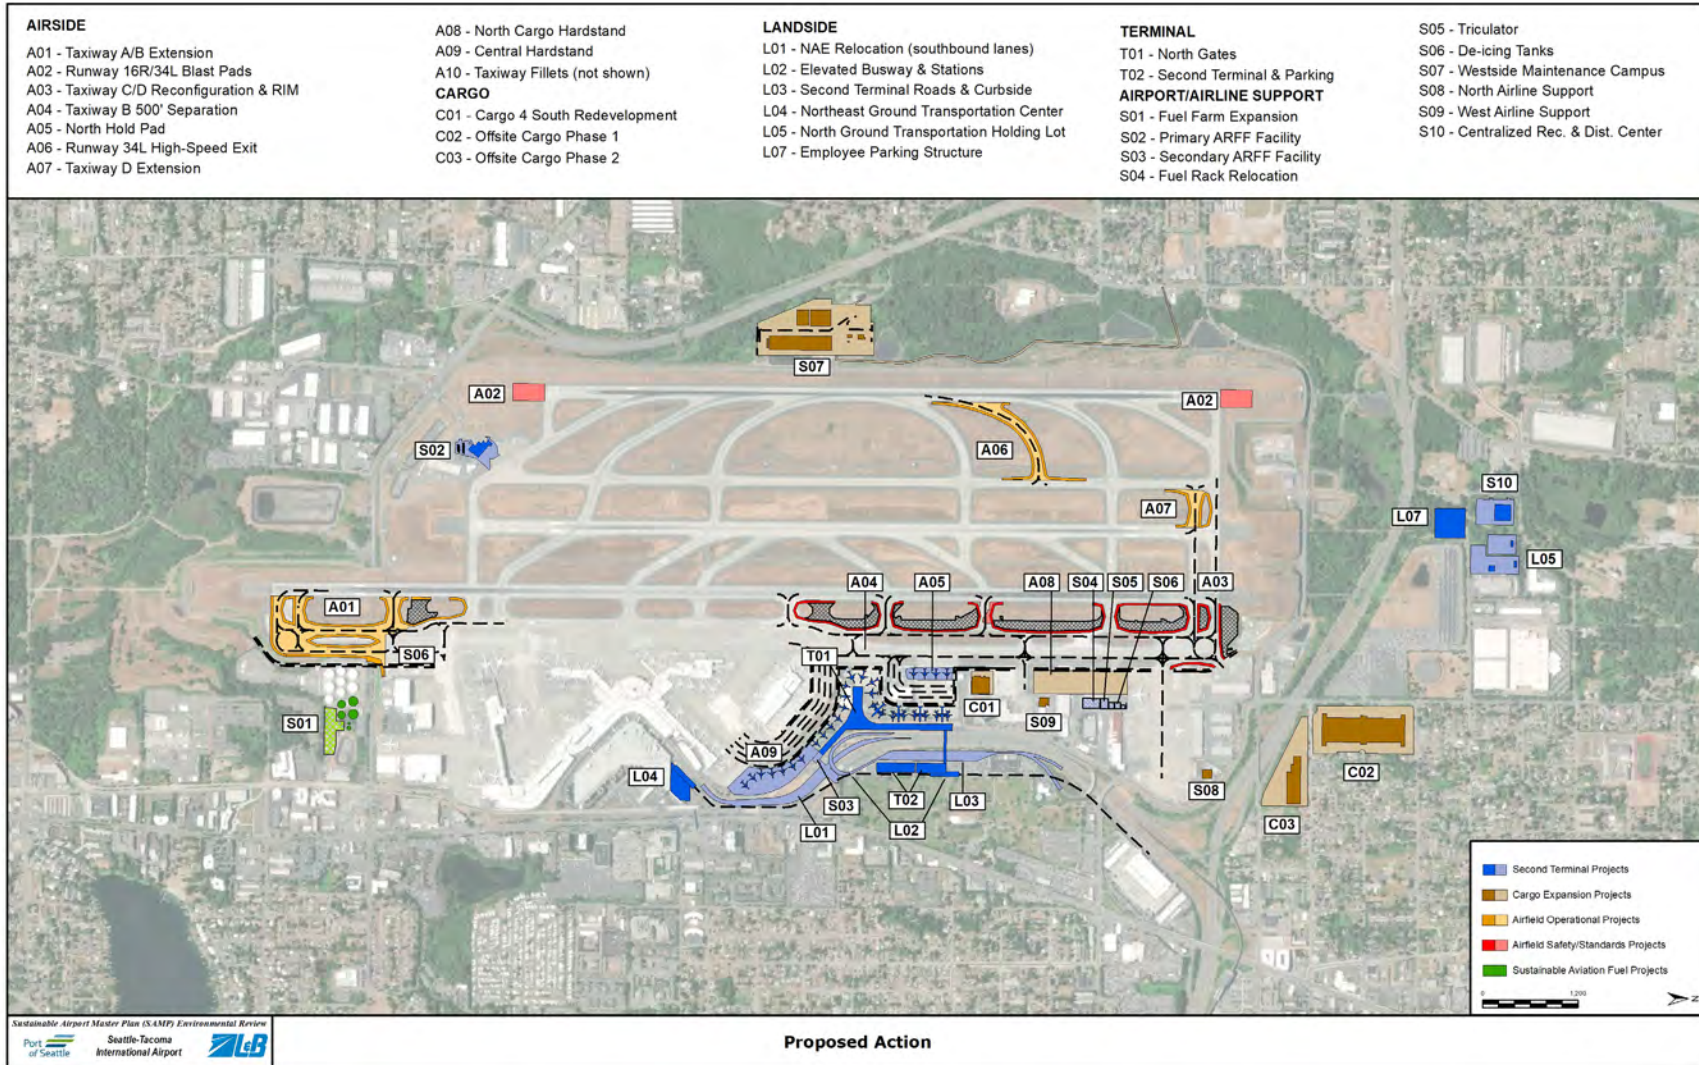 AIRSIDE
A01 - Taxiway A/B Extension
A02 - Runway 16R/34L Blast Pads
A03 - Taxiway C/D Reconfiguration & RIM
A04 - Taxiway B 500' Separation
A05 - North Hold Pad
A06 - Runway 34L High-Speed Exit
A07 - Taxiway D Extension
A08 - North Cargo Hardstand
A09 - Central Hardstand
A10 - Taxiway Fillets (not shown)
CARGO
C01 - Cargo 4 South Redevelopment
C02 - Offsite Cargo Phase 1
C03 - Offsite Cargo Phase 2
LANDSIDE
L01 - NAE Relocation (southbound lanes)
L02 - Elevated Busway & Stations
L03 - Second Terminal Roads & Curbside
L04 - Northeast Ground Transportation Center
L05 - North Ground Transportation Holding Lot
L07 - Employee Parking Structure
TERMINAL
T01 - North Gates
T02 - Second Terminal & Parking
AIRPORT/AIRLINE SUPPORT
S01 - Fuel Farm Expansion
S02 - Primary ARFF Facility
S03 - Secondary ARFF Facility
S04 - Fuel Rack Relocation
S05 - Triculator
S06 - De-icing Tanks
S07 - Westside Maintenance Campus
S08 - North Airline Support
S09 - West Airline Support
S10 - Centralized Rec. & Dist. Center
S07
A02
A02
S02
A06
A07
S10
L07
L05
A04
A05
A08
S04
S05
S06
A03
A01
S06
T01
S01
C01
S09
A09
L04
S03
T02
L03
L01
L02
S08
C02
C03
Second Terminal Projects
Cargo Expansion Projects
Airfield Operational Projects
Airfield Safety/Standards Projects
Sustainable Aviation Fuel Projects
0 1,200
N
Sustainable Airport Master Plan (SAMP) Environmental Review
Port of Seattle
Seattle-Tacoma
International Airport
L&B
Proposed Action